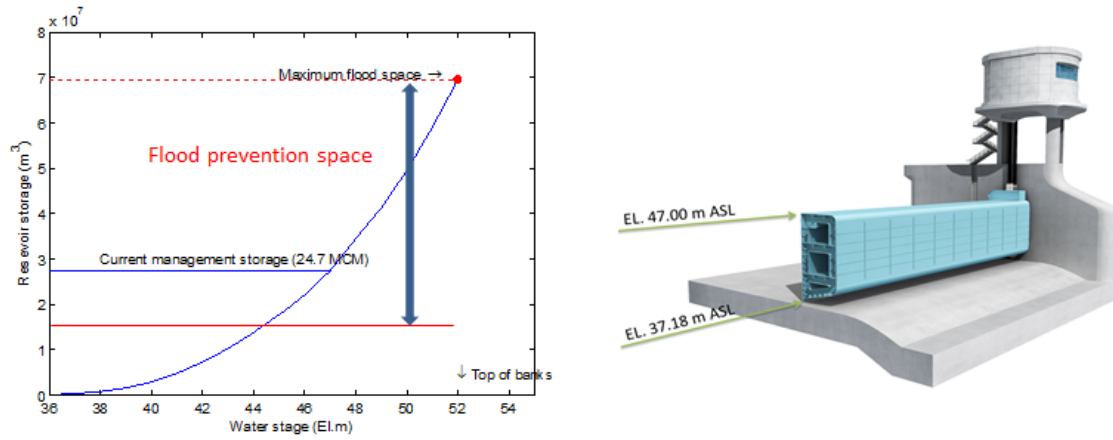 x 10⁷
8
7
6
5
4
3
2
1
0
Resevoir storage (m³)
Maximum flood space →
Flood prevention space
Current management storage (24.7 MCM)
↓ Top of banks
36 38 40 42 44 46 48 50 52 54
Water stage (El.m)
EL. 47.00 m ASL
EL. 37.18 m ASL